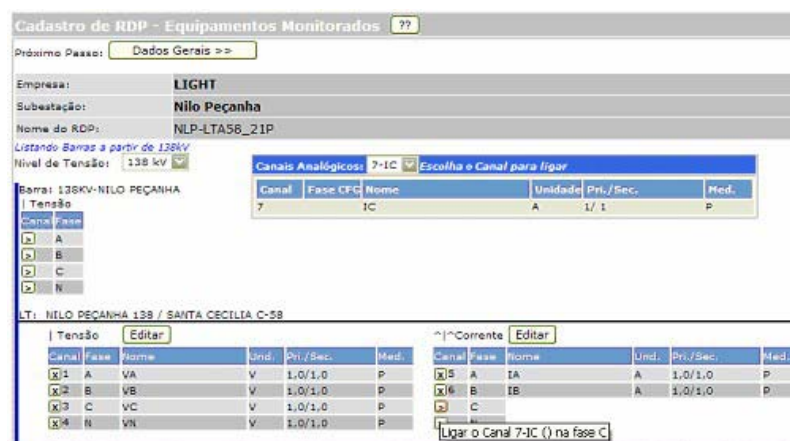 Cadastro de RDP - Equipamentos Monitorados ??
Próximo Passo: Dados Gerais >>
Empresa: LIGHT
Subestação: Nilo Peçanha
Nome do RDP: NLP-LTA58_21P
Listando Barras a partir de 138kV
Nivel de Tensão: 138 kV
Canais Analógicos: 7-IC Escolha o Canal para ligar
Canal Fase CFG Nome Unidade Pri./Sec. Med.
7 IC A 1/ 1 P
Barra: 138KV-NILO PEÇANHA
| Tensão
Canal Fase
> A
> B
> C
> N
LT: NILO PEÇANHA 138 / SANTA CECILIA C-58
| Tensão Editar
Canal Fase Nome Und. Pri./Sec. Med.
x 1 A VA V 1,0/1,0 P
x 2 B VB V 1,0/1,0 P
x 3 C VC V 1,0/1,0 P
x 4 N VN V 1,0/1,0 P
^|^Corrente Editar
Canal Fase Nome Und. Pri./Sec. Med.
x 5 A IA A 1,0/1,0 P
x 6 B IB A 1,0/1,0 P
> C
Ligar o Canal 7-IC () na fase C